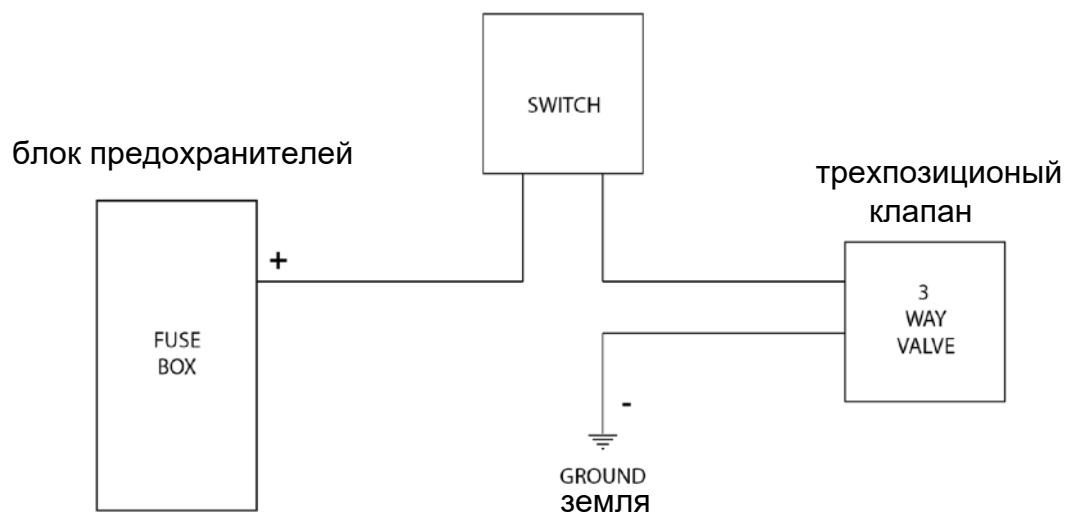 SWITCH
блок предохранителей
трехпозиционый
клапан
+
FUSE
BOX
3
WAY
VALVE
-
GROUND
земля